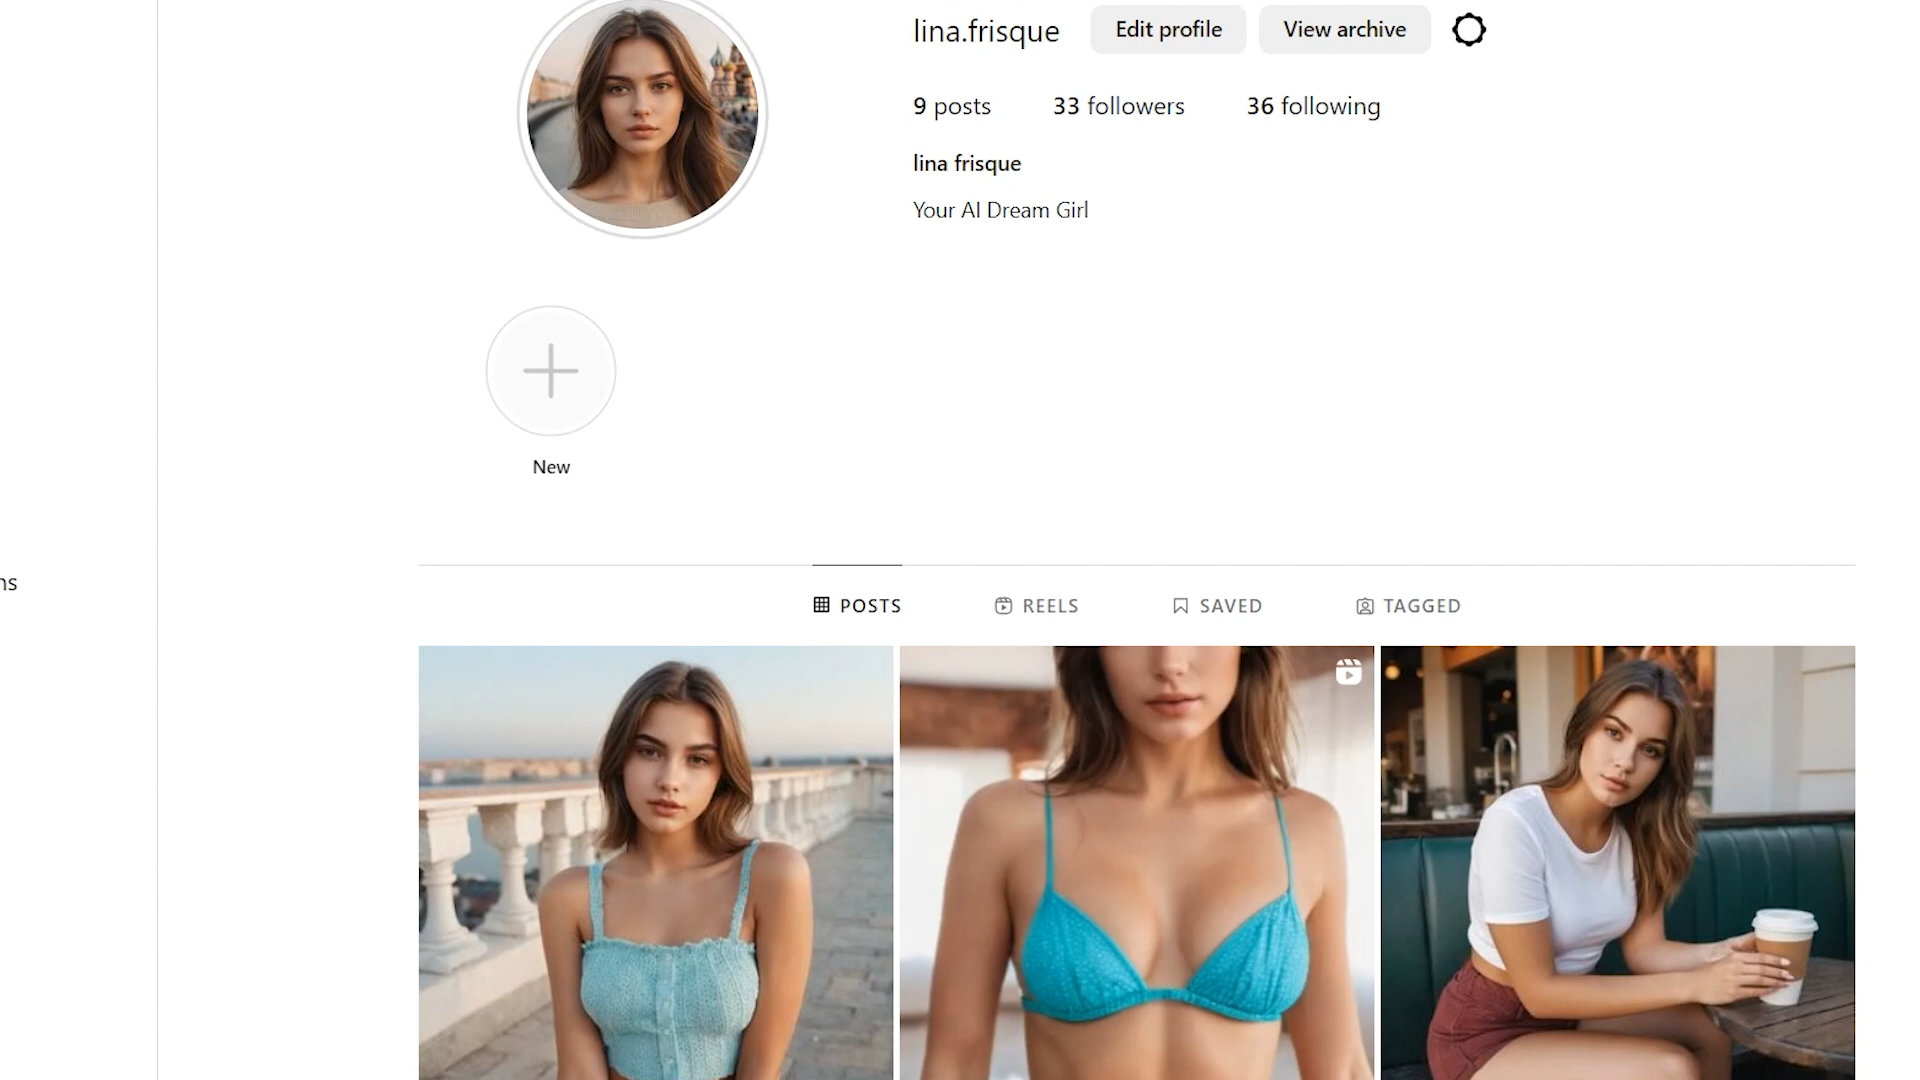 lina.frisque Edit profile View archive
9 posts 33 followers 36 following
lina frisque
Your AI Dream Girl
New
ns
POSTS REELS SAVED TAGGED